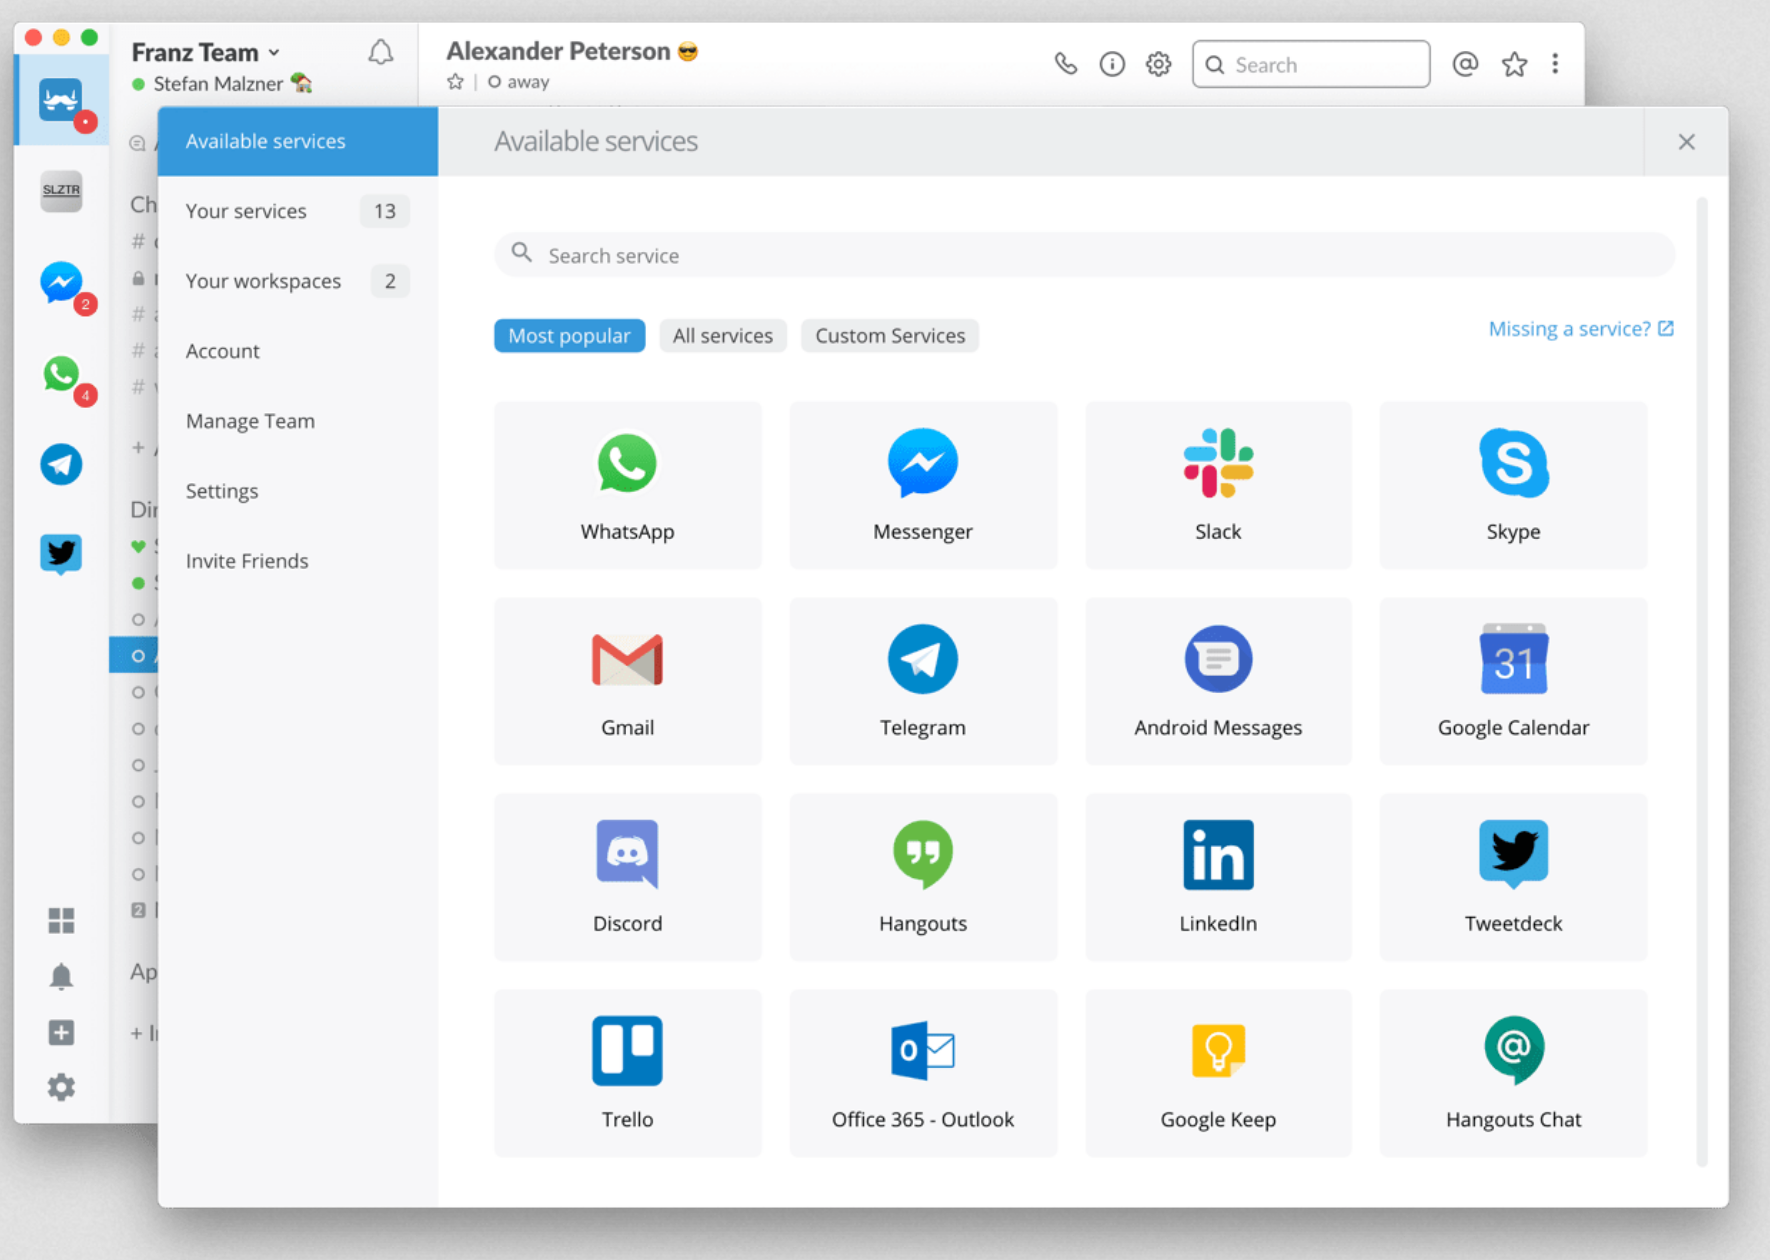 Franz Team
Stefan Malzner
Alexander Peterson
away
Search
SLZTR
2
4
Ch
Dir
2
Ap
Available services
Your services 13
Your workspaces 2
Account
Manage Team
Settings
Invite Friends
Available services
Search service
Most popular
All services
Custom Services
Missing a service?
WhatsApp
Messenger
Slack
Skype
Gmail
Telegram
Android Messages
31
Google Calendar
Discord
Hangouts
in
LinkedIn
Tweetdeck
Trello
Office 365 - Outlook
Google Keep
Hangouts Chat